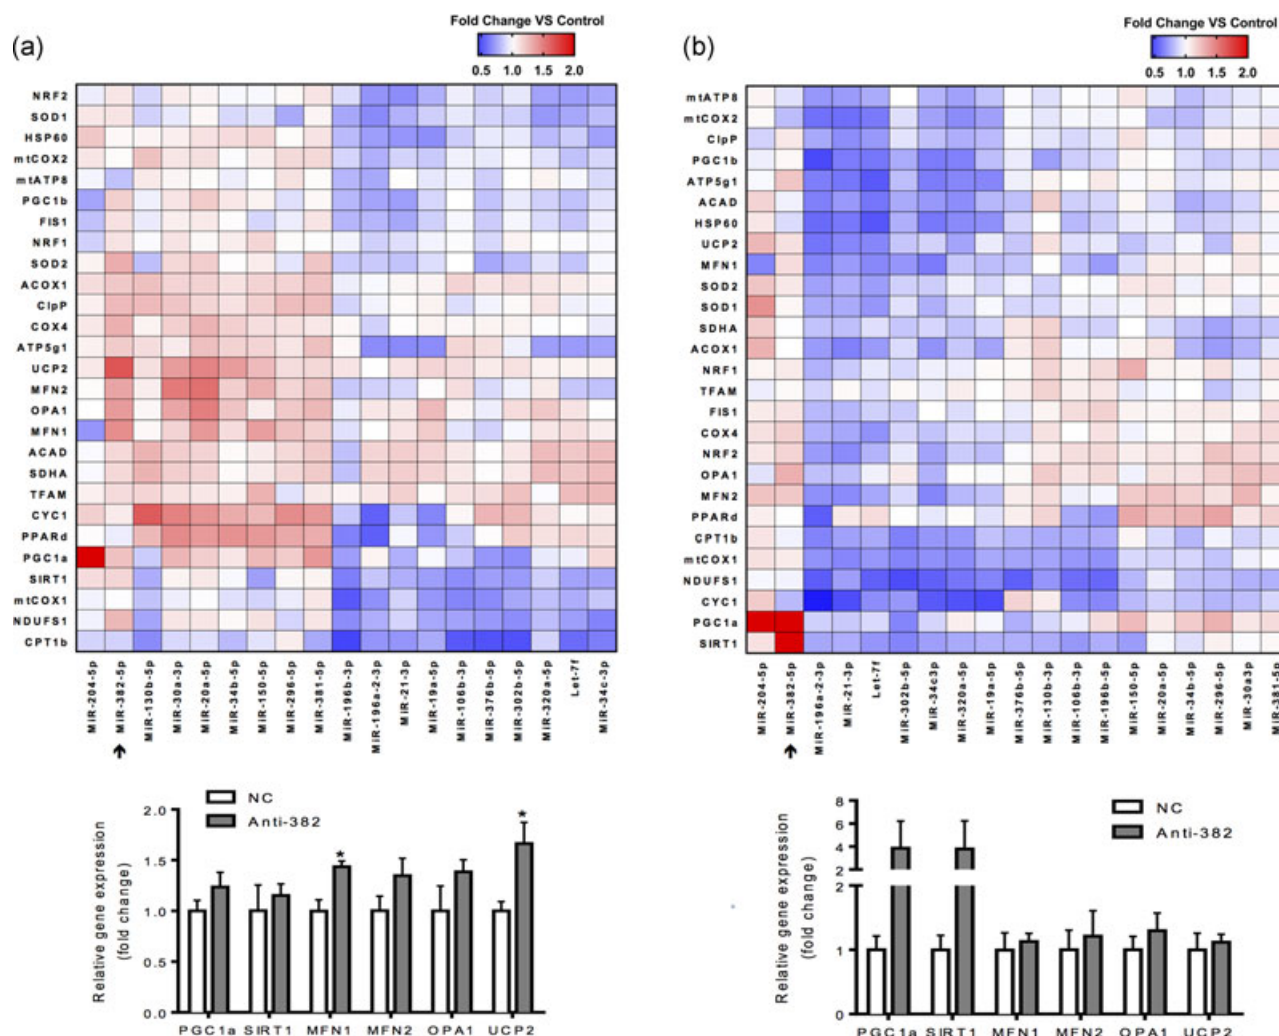 (a)
Fold Change VS Control
0.5 1.0 1.5 2.0
NRF2
SOD1
HSP60
mtCOX2
mtATP8
PGC1b
FIS1
NRF1
SOD2
ACOX1
ClpP
COX4
ATP5g1
UCP2
MFN2
OPA1
MFN1
ACAD
SDHA
TFAM
CYC1
PPARd
PGC1a
SIRT1
mtCOX1
NDUFS1
CPT1b
MiR-204-5p
MiR-382-5p
MiR-130b-5p
MiR-30a-3p
MiR-20a-5p
MiR-34b-5p
MiR-150-5p
MiR-296-5p
MiR-381-5p
MiR-196b-3p
MiR-196a-2-3p
MiR-21-3p
MiR-19a-5p
MiR-106b-3p
MiR-376b-5p
MiR-302b-5p
MiR-320a-5p
Let-7f
MiR-34c-3p
Relative gene expression
(fold change)
NC
Anti-382
2.0
1.5
1.0
0.5
0.0
*
*
PGC1a SIRT1 MFN1 MFN2 OPA1 UCP2
(b)
Fold Change VS Control
0.5 1.0 1.5 2.0
mtATP8
mtCOX2
ClpP
PGC1b
ATP5g1
ACAD
HSP60
UCP2
MFN1
SOD2
SOD1
SDHA
ACOX1
NRF1
TFAM
FIS1
COX4
NRF2
OPA1
MFN2
PPARd
CPT1b
mtCOX1
NDUFS1
CYC1
PGC1a
SIRT1
MiR-204-5p
MiR-382-5p
MiR-196a-2-3p
MiR-21-3p
Let-7f
MiR-302b-5p
MiR-34c3p
MiR-320a-5p
MiR-19a-5p
MiR-376b-5p
MiR-130b-3p
MiR-106b-3p
MiR-196b-5p
MiR-150-5p
MiR-20a-5p
MiR-34b-5p
MiR-296-5p
MiR-30a3p
MiR-381-5p
Relative gene expression
(fold change)
NC
Anti-382
8
6
4
2
2
1
0
PGC1a SIRT1 MFN1 MFN2 OPA1 UCP2